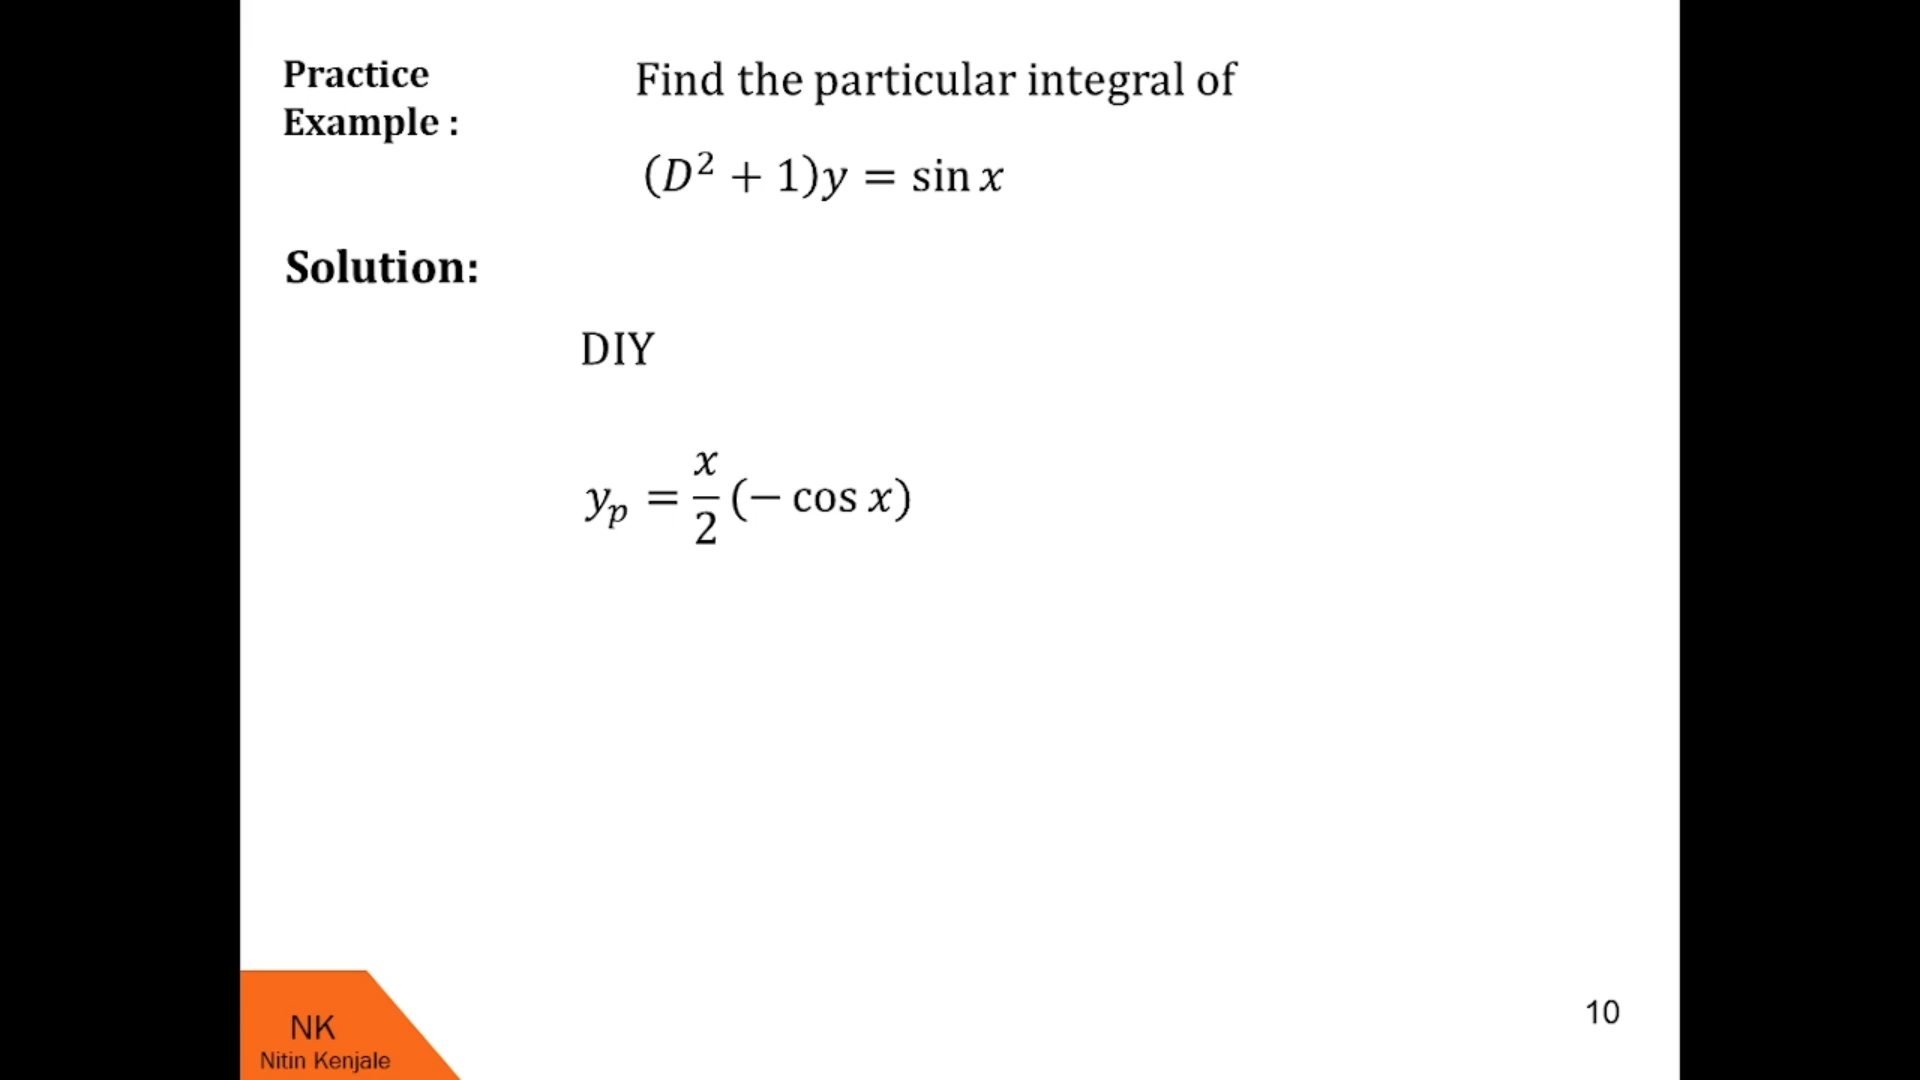 Practice
Example :
Find the particular integral of
(D² + 1)y = sin x
Solution:
DIY
yₚ = x/2 (− cos x)
NK
Nitin Kenjale
10